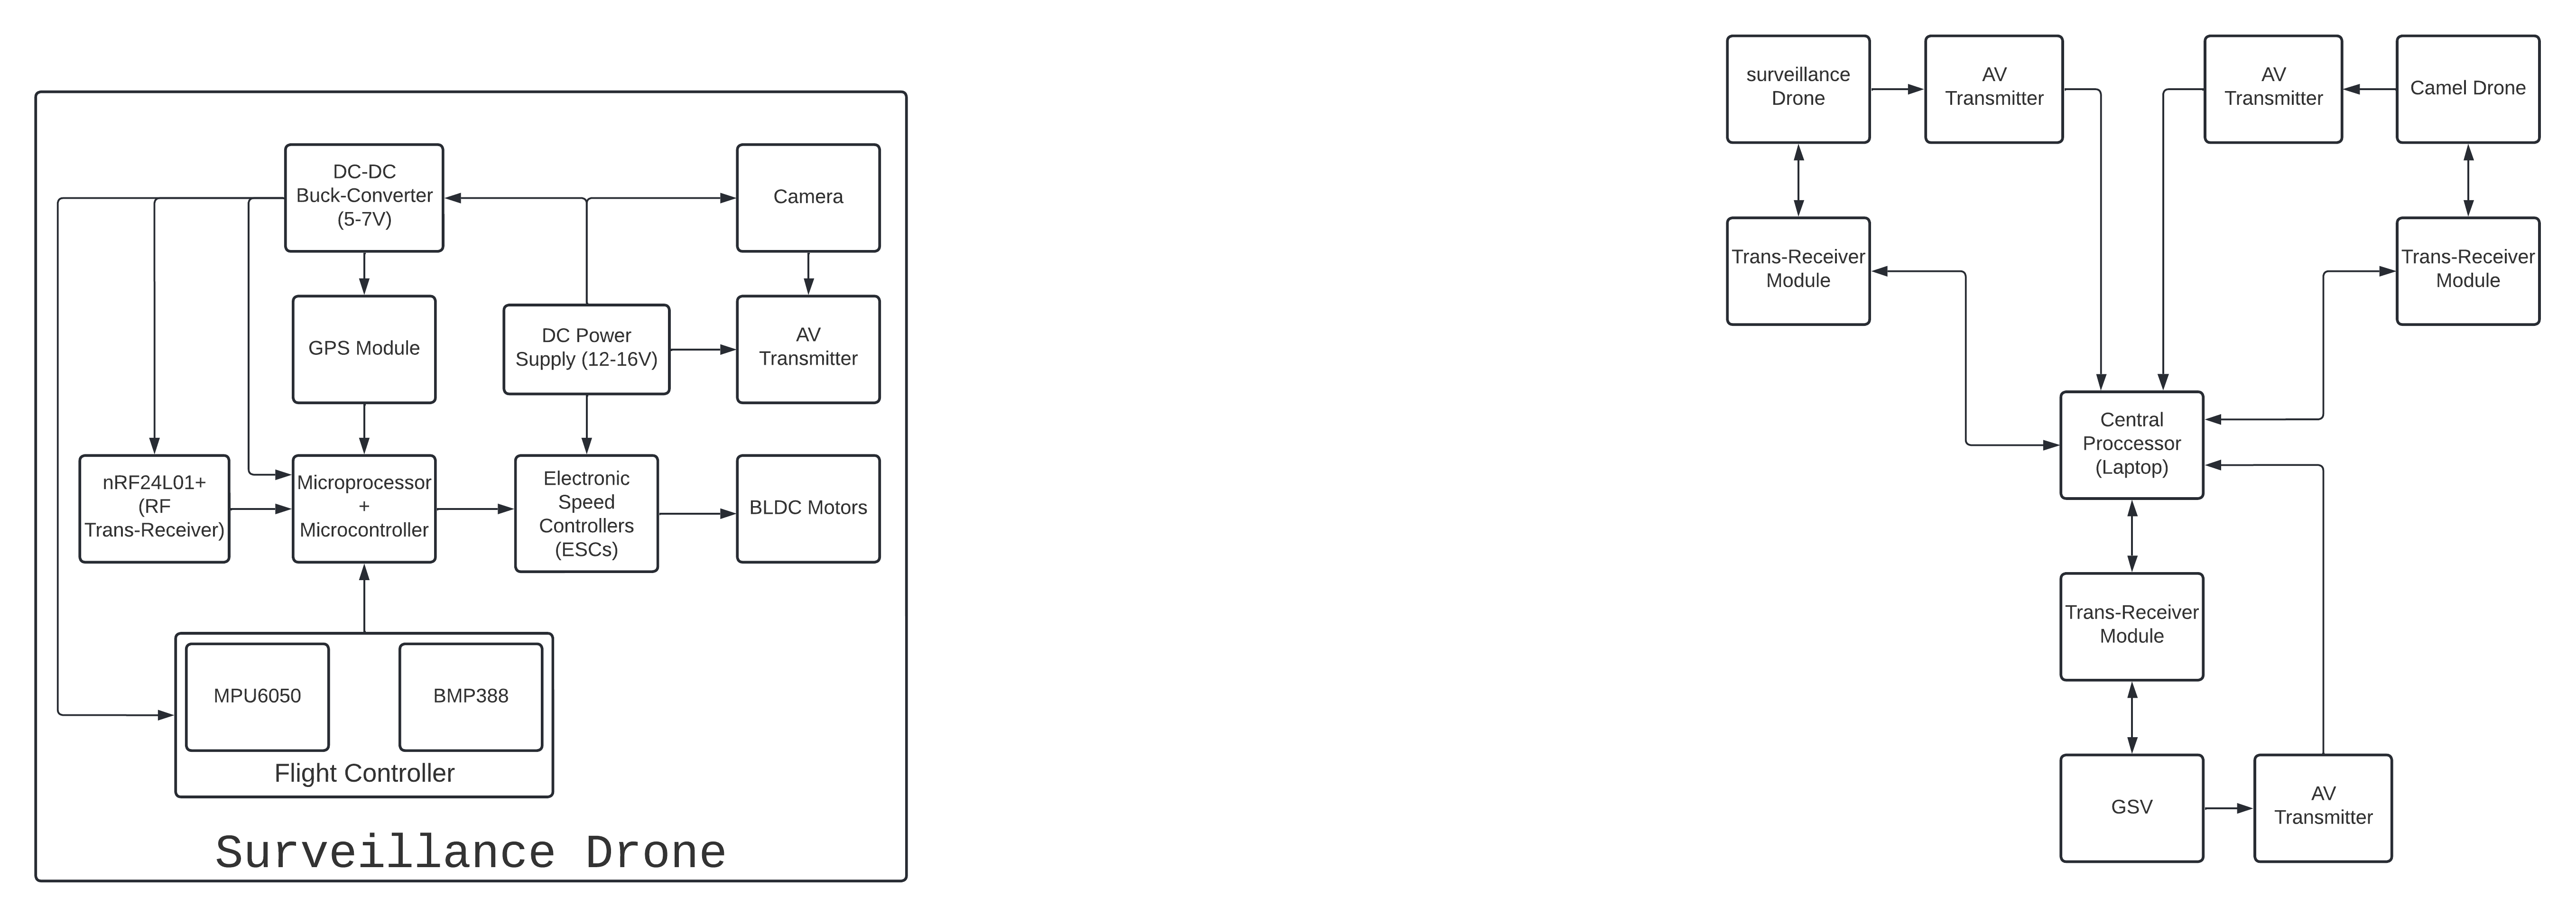 DC-DC
Buck-Converter
(5-7V)
Camera
GPS Module
DC Power
Supply (12-16V)
AV
Transmitter
nRF24L01+
(RF
Trans-Receiver)
Microprocessor
+
Microcontroller
Electronic
Speed
Controllers
(ESCs)
BLDC Motors
MPU6050
BMP388
Flight Controller
Surveillance Drone
surveillance
Drone
AV
Transmitter
AV
Transmitter
Camel Drone
Trans-Receiver
Module
Trans-Receiver
Module
Central
Proccessor
(Laptop)
Trans-Receiver
Module
GSV
AV
Transmitter